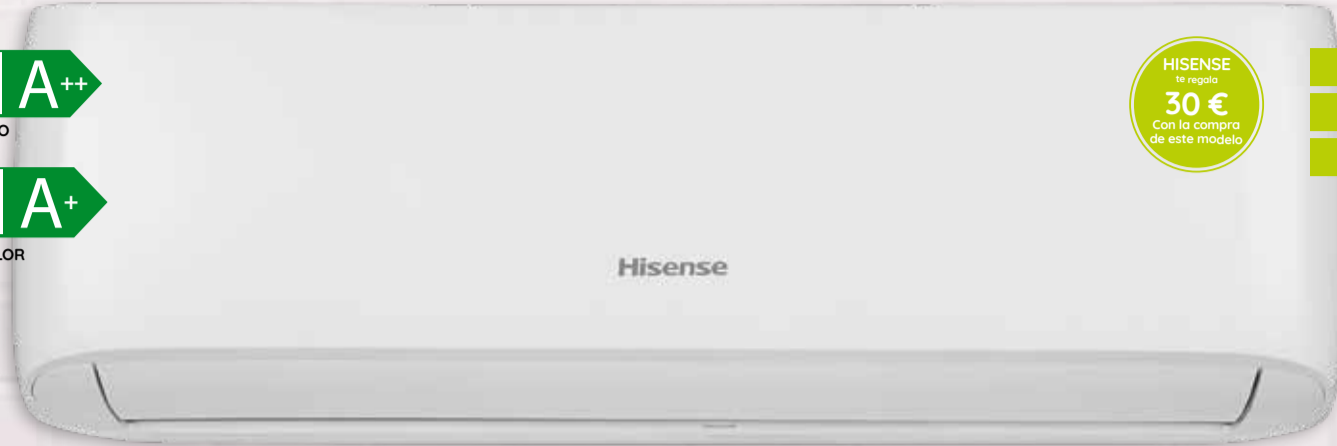 A++
O
A+
LOR
Hisense
HISENSE
te regala
30 €
Con la compra
de este modelo